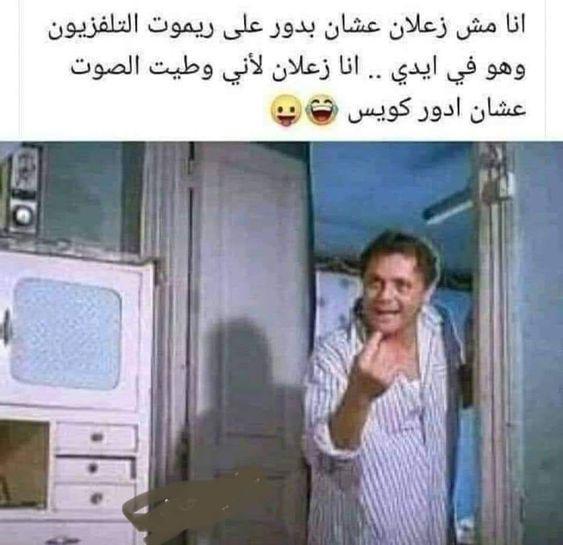 انا مش زعلان عشان بدور على ريموت التلفزيون
وهو في ايدي .. انا زعلان لأني وطيت الصوت
عشان ادور كويس 😂😛